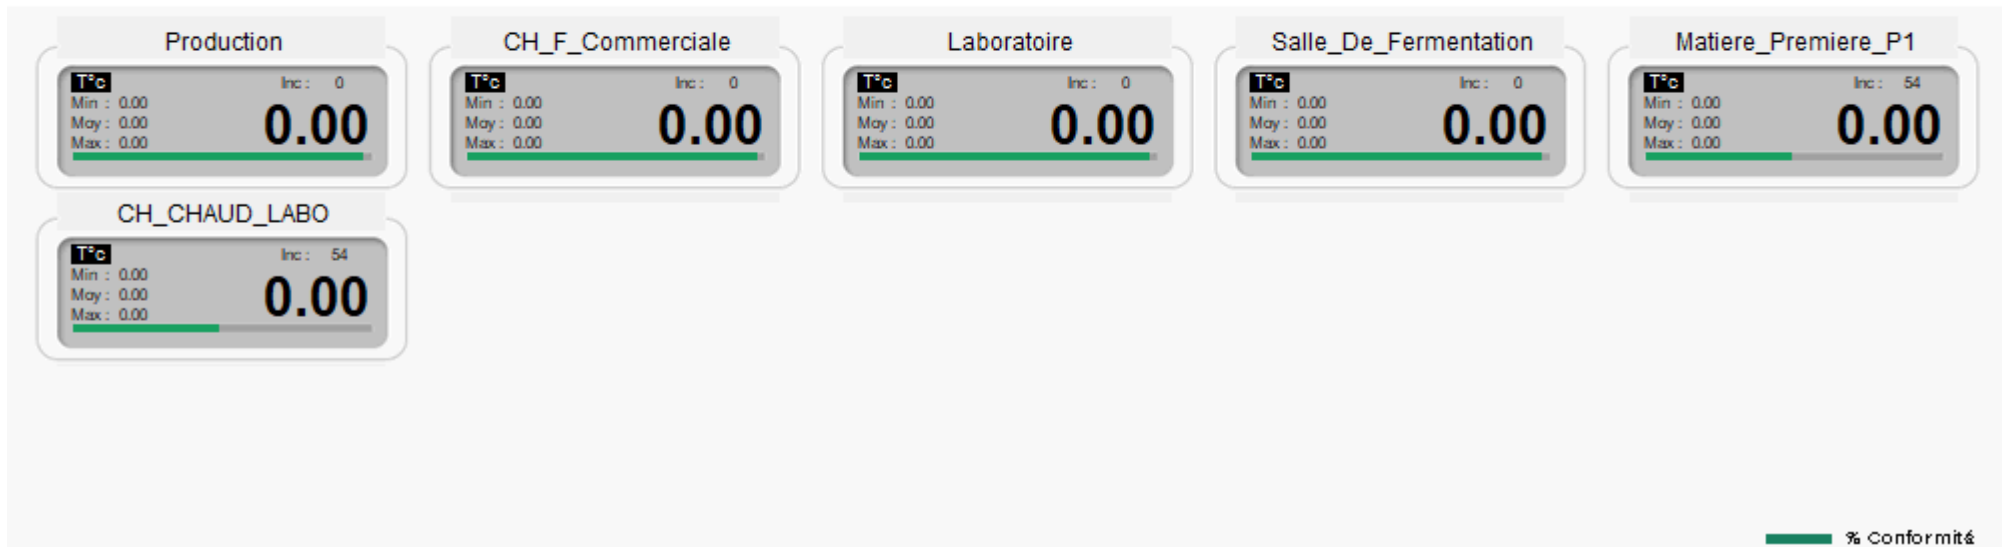 Production
T°c
Inc : 0
Min : 0.00
Moy : 0.00
Max : 0.00
0.00
CH_F_Commerciale
T°c
Inc : 0
Min : 0.00
Moy : 0.00
Max : 0.00
0.00
Laboratoire
T°c
Inc : 0
Min : 0.00
Moy : 0.00
Max : 0.00
0.00
Salle_De_Fermentation
T°c
Inc : 0
Min : 0.00
Moy : 0.00
Max : 0.00
0.00
Matiere_Premiere_P1
T°c
Inc : 54
Min : 0.00
Moy : 0.00
Max : 0.00
0.00
CH_CHAUD_LABO
T°c
Inc : 54
Min : 0.00
Moy : 0.00
Max : 0.00
0.00
% Conformité